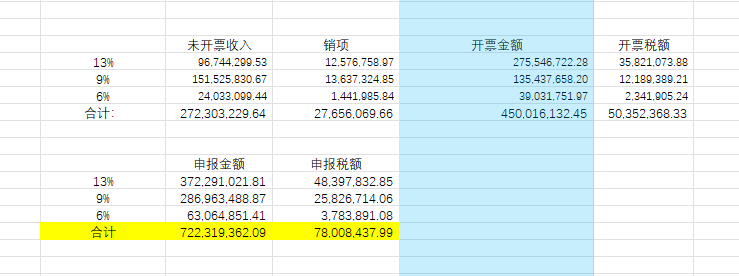 未开票收入 销项 开票金额 开票税额
13% 96,744,299.53 12,576,758.97 275,546,722.28 35,821,073.88
9% 151,525,830.67 13,637,324.85 135,437,658.20 12,189,389.21
6% 24,033,099.44 1,441,985.84 39,031,751.97 2,341,905.24
合计: 272,303,229.64 27,656,069.66 450,016,132.45 50,352,368.33
申报金额 申报税额
13% 372,291,021.81 48,397,832.85
9% 286,963,488.87 25,826,714.06
6% 63,064,851.41 3,783,891.08
合计 722,319,362.09 78,008,437.99